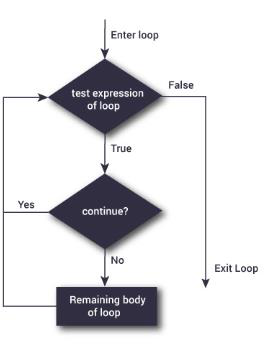 Enter loop
test expression
of loop
False
True
Yes
continue?
No
Exit Loop
Remaining body
of loop